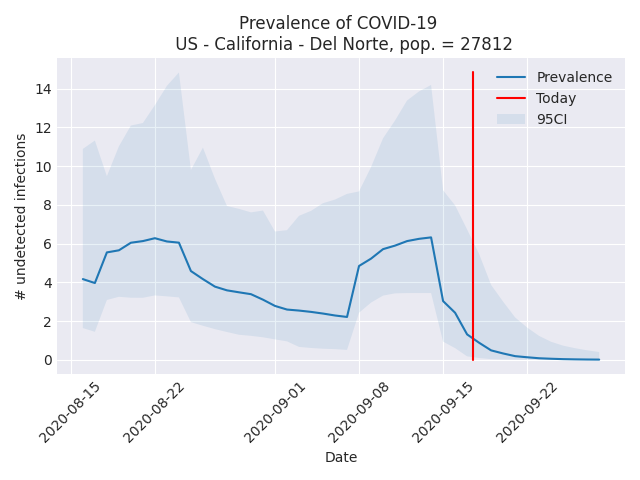 Prevalence of COVID-19
US - California - Del Norte, pop. = 27812
Prevalence
Today
95CI
# undetected infections
14
12
10
8
6
4
2
0
2020-08-15
2020-08-22
2020-09-01
2020-09-08
2020-09-15
2020-09-22
Date